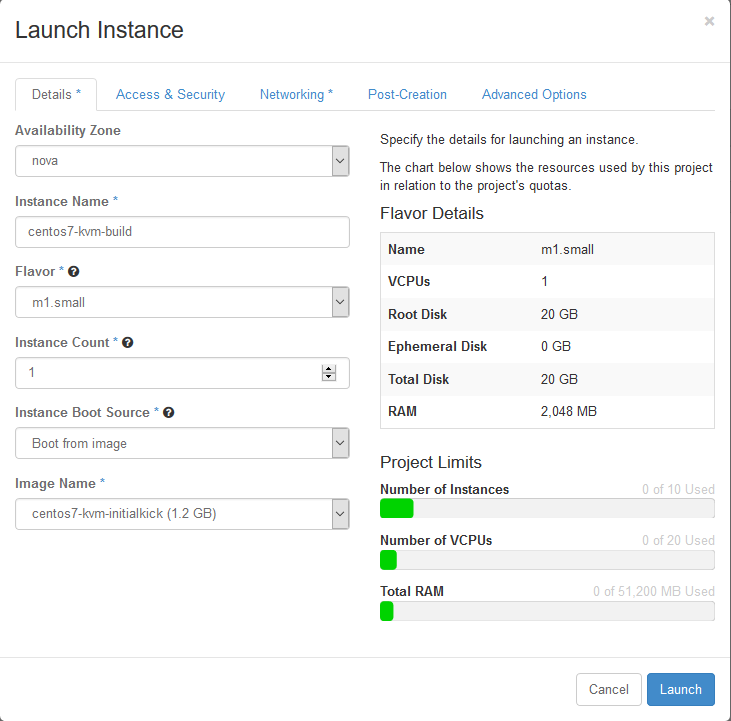 Launch Instance ×
Details * Access & Security Networking * Post-Creation Advanced Options
Availability Zone
nova
Instance Name *
centos7-kvm-build
Flavor * ?
m1.small
Instance Count * ?
1
Instance Boot Source * ?
Boot from image
Image Name *
centos7-kvm-initialkick (1.2 GB)
Specify the details for launching an instance.
The chart below shows the resources used by this project
in relation to the project's quotas.
Flavor Details
Name m1.small
VCPUs 1
Root Disk 20 GB
Ephemeral Disk 0 GB
Total Disk 20 GB
RAM 2,048 MB
Project Limits
Number of Instances 0 of 10 Used
Number of VCPUs 0 of 20 Used
Total RAM 0 of 51,200 MB Used
Cancel Launch